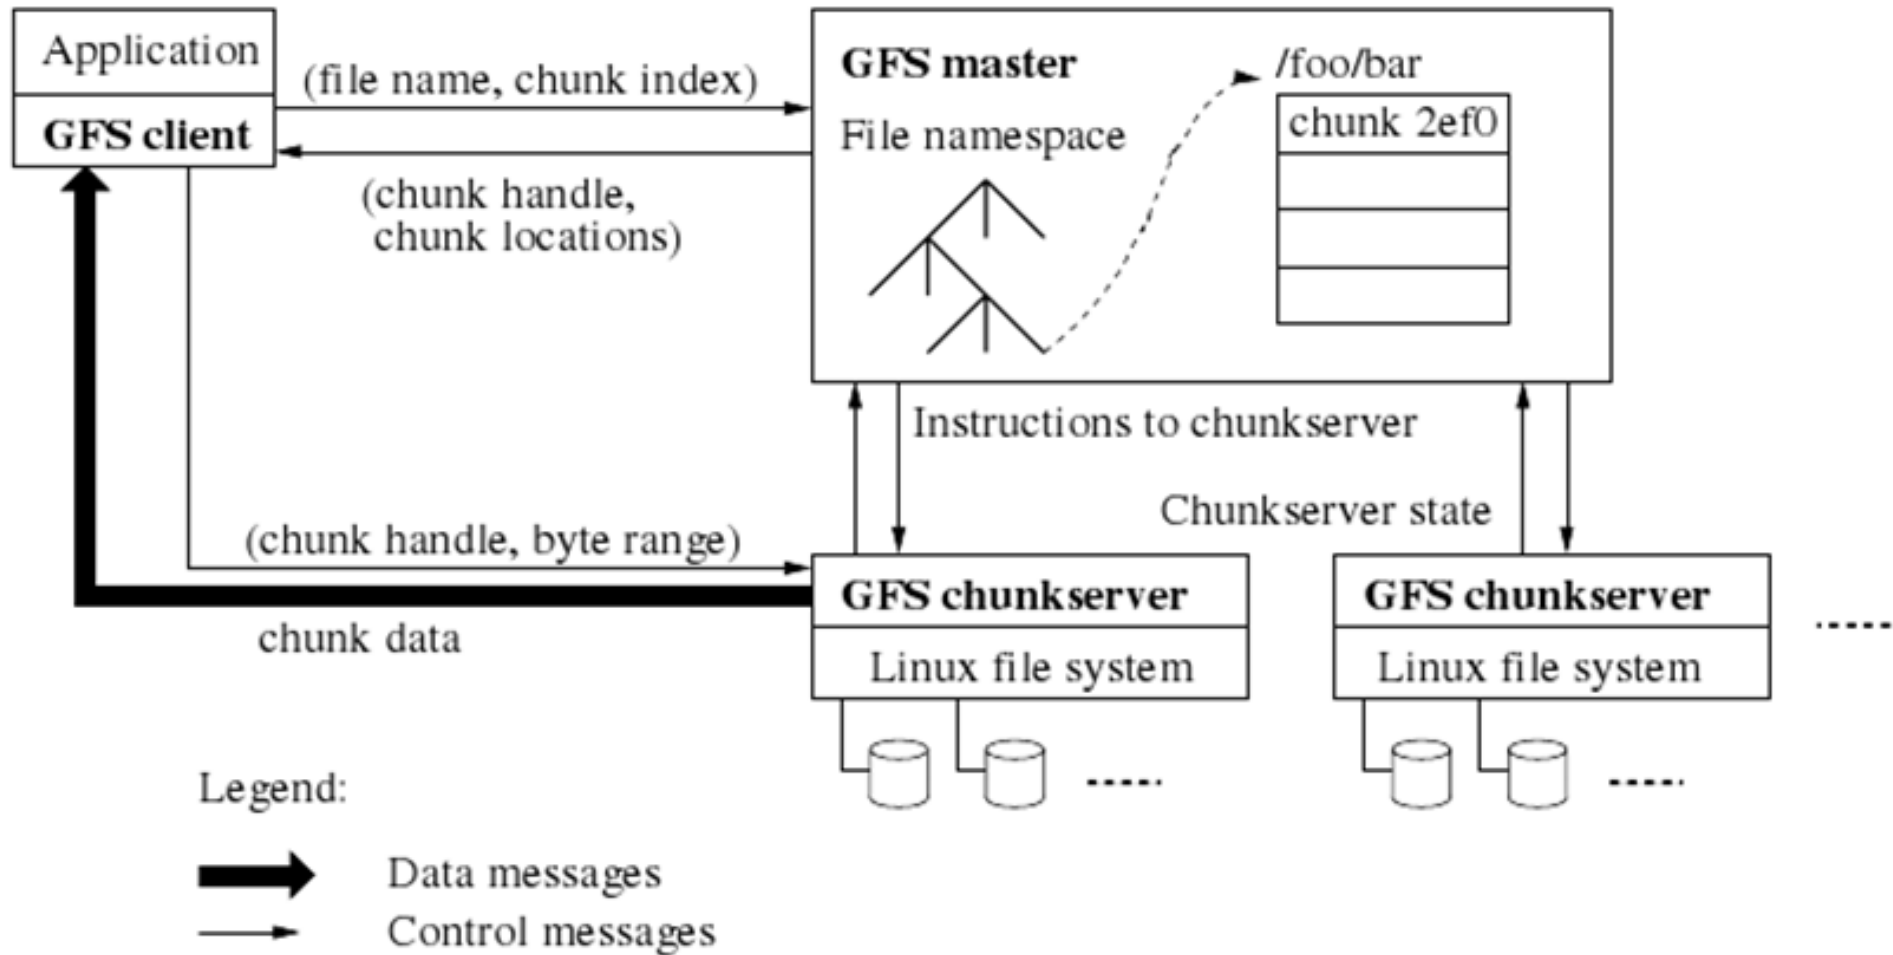 Application
GFS client
(file name, chunk index)
(chunk handle,
chunk locations)
GFS master
File namespace
/foo/bar
chunk 2ef0
Instructions to chunkserver
Chunkserver state
(chunk handle, byte range)
chunk data
GFS chunkserver
Linux file system
GFS chunkserver
Linux file system
Legend:
Data messages
Control messages